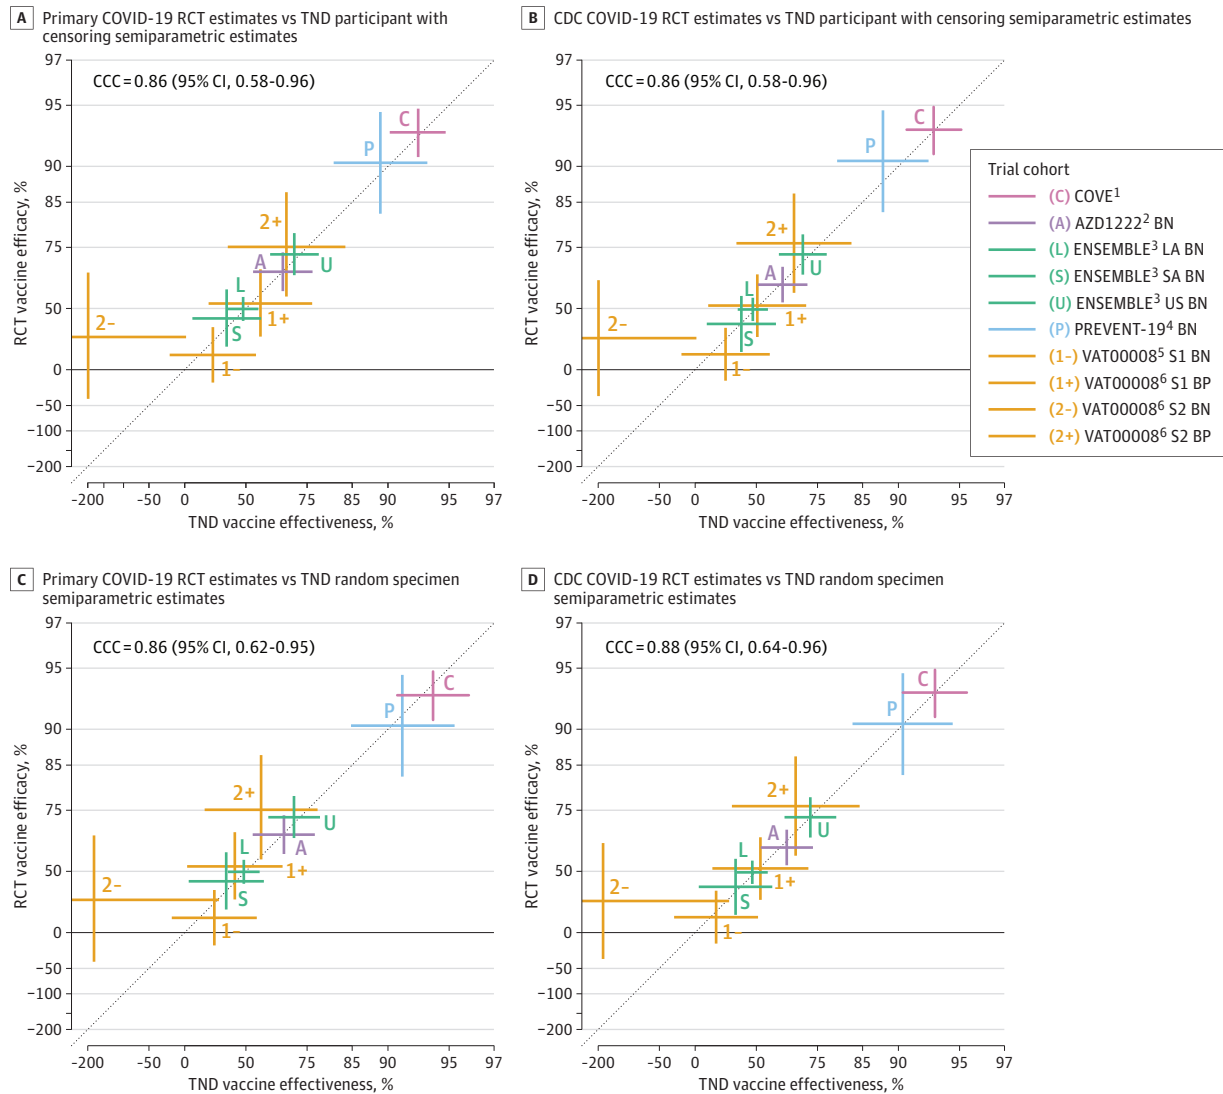 A Primary COVID-19 RCT estimates vs TND participant with
censoring semiparametric estimates
CCC = 0.86 (95% CI, 0.58-0.96)
RCT vaccine efficacy, %
97
95
90
85
75
50
0
−50
−100
−200
C
P
2+
A
U
L
2-
1+
S
1-
-200
-50
0
50
75
85
90
95
97
TND vaccine effectiveness, %
B CDC COVID-19 RCT estimates vs TND participant with censoring semiparametric estimates
CCC = 0.86 (95% CI, 0.58-0.96)
RCT vaccine efficacy, %
97
95
90
85
75
50
0
−50
−100
−200
C
P
2+
U
A
L
2-
1+
S
1-
-200
-50
0
50
75
85
90
95
97
TND vaccine effectiveness, %
Trial cohort
(C) COVE1
(A) AZD12222 BN
(L) ENSEMBLE3 LA BN
(S) ENSEMBLE3 SA BN
(U) ENSEMBLE3 US BN
(P) PREVENT-194 BN
(1-) VAT000085 S1 BN
(1+) VAT000086 S1 BP
(2-) VAT000086 S2 BN
(2+) VAT000086 S2 BP
C Primary COVID-19 RCT estimates vs TND random specimen
semiparametric estimates
CCC = 0.86 (95% CI, 0.62-0.95)
RCT vaccine efficacy, %
97
95
90
85
75
50
0
−50
−100
−200
C
P
2+
U
A
L
1+
2-
S
1-
-200
-50
0
50
75
85
90
95
97
TND vaccine effectiveness, %
D CDC COVID-19 RCT estimates vs TND random specimen
semiparametric estimates
CCC = 0.88 (95% CI, 0.64-0.96)
RCT vaccine efficacy, %
97
95
90
85
75
50
0
−50
−100
−200
C
P
2+
U
A
L
1+
2-
S
1-
-200
-50
0
50
75
85
90
95
97
TND vaccine effectiveness, %